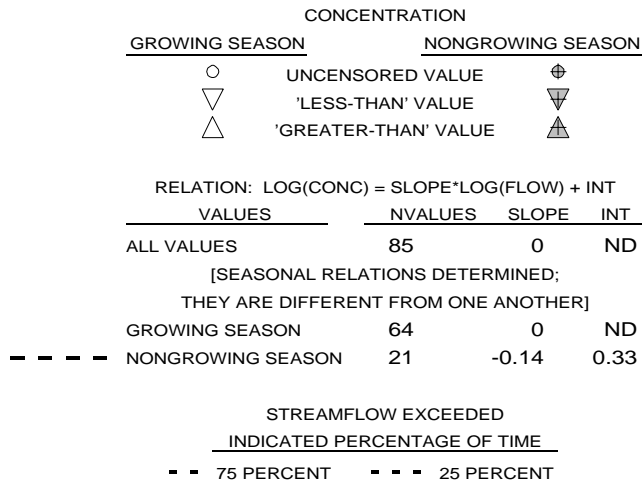 CONCENTRATION
GROWING SEASON NONGROWING SEASON
UNCENSORED VALUE
'LESS-THAN' VALUE
'GREATER-THAN' VALUE
RELATION: LOG(CONC) = SLOPE*LOG(FLOW) + INT
VALUES NVALUES SLOPE INT
ALL VALUES 85 0 ND
[SEASONAL RELATIONS DETERMINED;
THEY ARE DIFFERENT FROM ONE ANOTHER]
GROWING SEASON 64 0 ND
NONGROWING SEASON 21 -0.14 0.33
STREAMFLOW EXCEEDED
INDICATED PERCENTAGE OF TIME
75 PERCENT 25 PERCENT